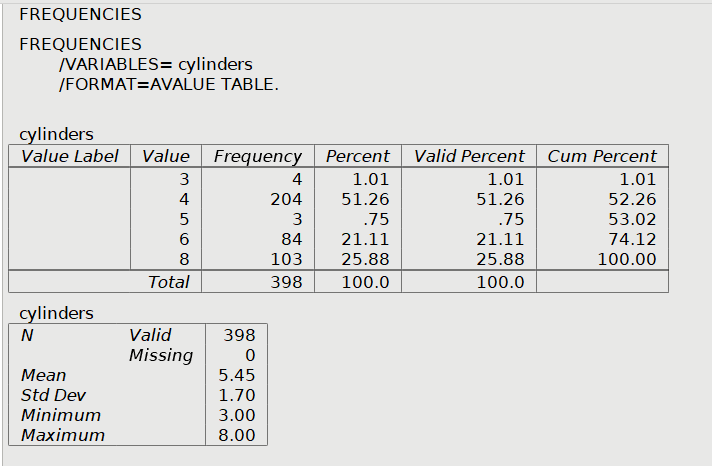 FREQUENCIES
FREQUENCIES
/VARIABLES= cylinders
/FORMAT=AVALUE TABLE.
cylinders
Value Label Value Frequency Percent Valid Percent Cum Percent
3 4 1.01 1.01 1.01
4 204 51.26 51.26 52.26
5 3 .75 .75 53.02
6 84 21.11 21.11 74.12
8 103 25.88 25.88 100.00
Total 398 100.0 100.0
cylinders
N Valid 398
Missing 0
Mean 5.45
Std Dev 1.70
Minimum 3.00
Maximum 8.00